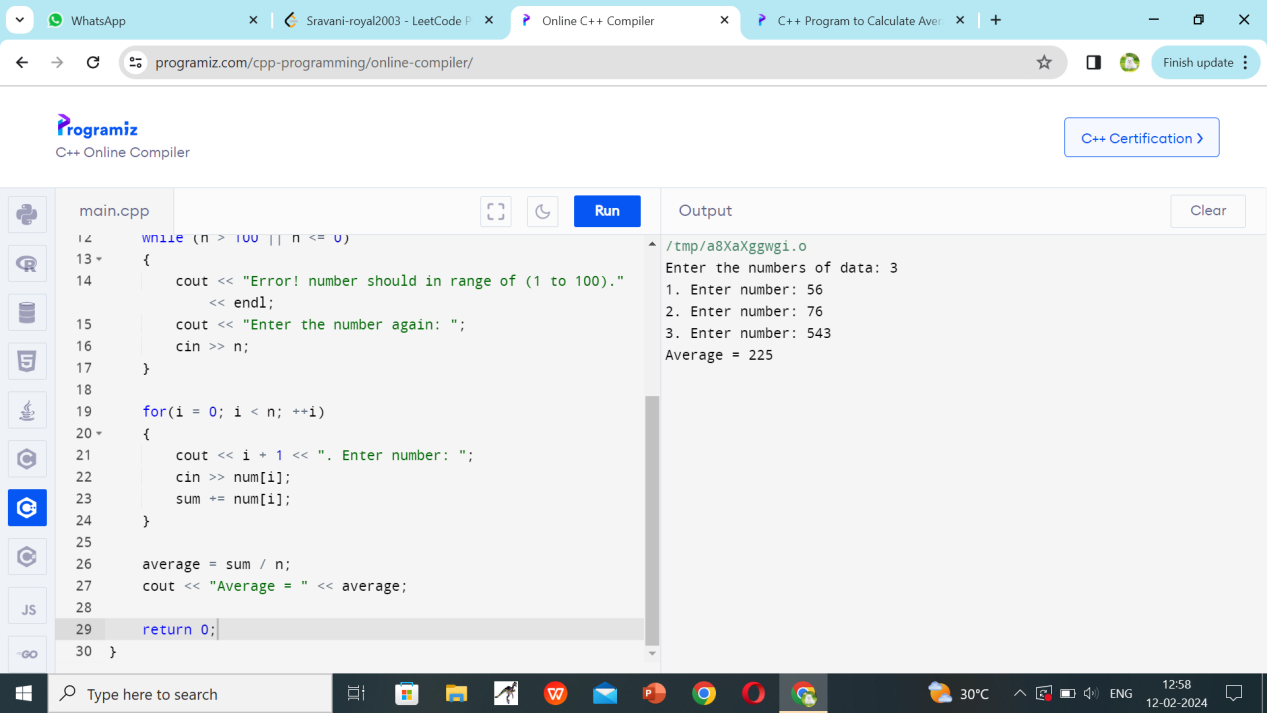 WhatsApp
Sravani-royal2003 - LeetCode P
Online C++ Compiler
C++ Program to Calculate Aver
programiz.com/cpp-programming/online-compiler/
Finish update
Programiz
C++ Online Compiler
C++ Certification >
main.cpp
Run
Output
Clear
12 while (n > 100 || n <= 0)
13 {
14 cout << "Error! number should in range of (1 to 100)."
<< endl;
15 cout << "Enter the number again: ";
16 cin >> n;
17 }
18
19 for(i = 0; i < n; ++i)
20 {
21 cout << i + 1 << ". Enter number: ";
22 cin >> num[i];
23 sum += num[i];
24 }
25
26 average = sum / n;
27 cout << "Average = " << average;
28
29 return 0;
30 }
/tmp/a8XaXggwgi.o
Enter the numbers of data: 3
1. Enter number: 56
2. Enter number: 76
3. Enter number: 543
Average = 225
JS
GO
Type here to search
30°C
ENG
12:58
12-02-2024